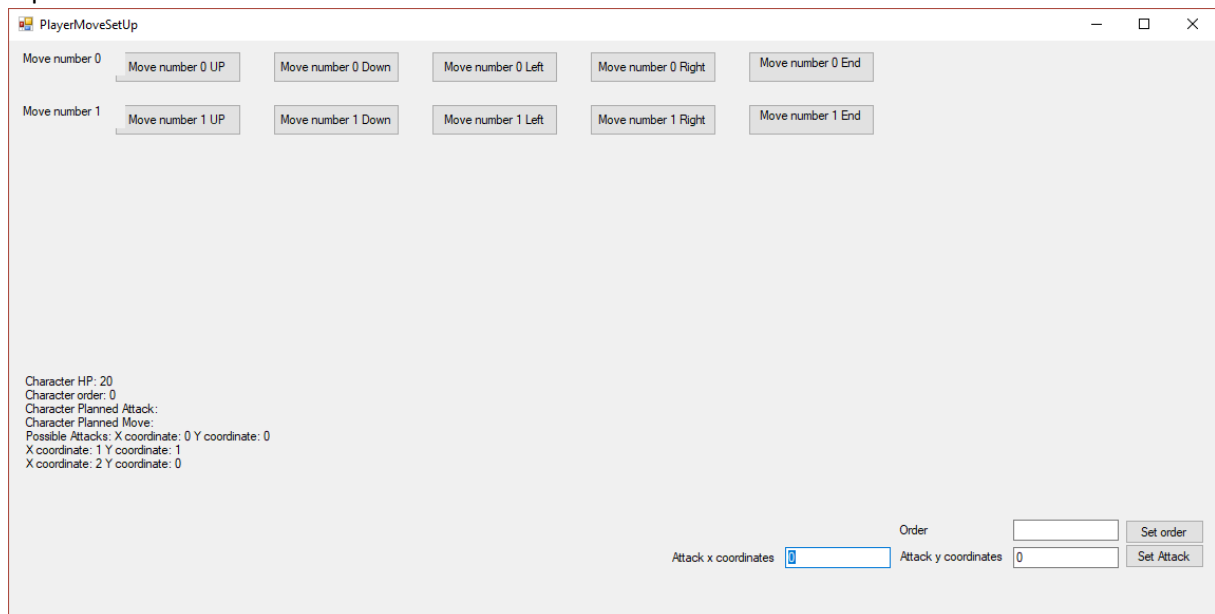 PlayerMoveSetUp
Move number 0 Move number 0 UP Move number 0 Down Move number 0 Left Move number 0 Right Move number 0 End
Move number 1 Move number 1 UP Move number 1 Down Move number 1 Left Move number 1 Right Move number 1 End
Character HP: 20
Character order: 0
Character Planned Attack:
Character Planned Move:
Possible Attacks: X coordinate: 0 Y coordinate: 0
X coordinate: 1 Y coordinate: 1
X coordinate: 2 Y coordinate: 0
Order Set order
Attack x coordinates 0 Attack y coordinates 0 Set Attack